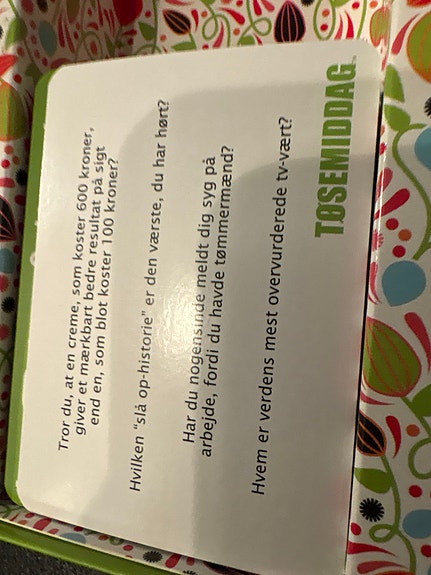 Tror du, at en creme, som koster 600 kroner,
giver et mærkbart bedre resultat på sigt
end en, som blot koster 100 kroner?
Hvilken "slå op-historie" er den værste, du har hørt?
Har du nogensinde meldt dig syg på
arbejde, fordi du havde tømmermænd?
Hvem er verdens mest overvurderede tv-vært?
TØSEMIDDAG